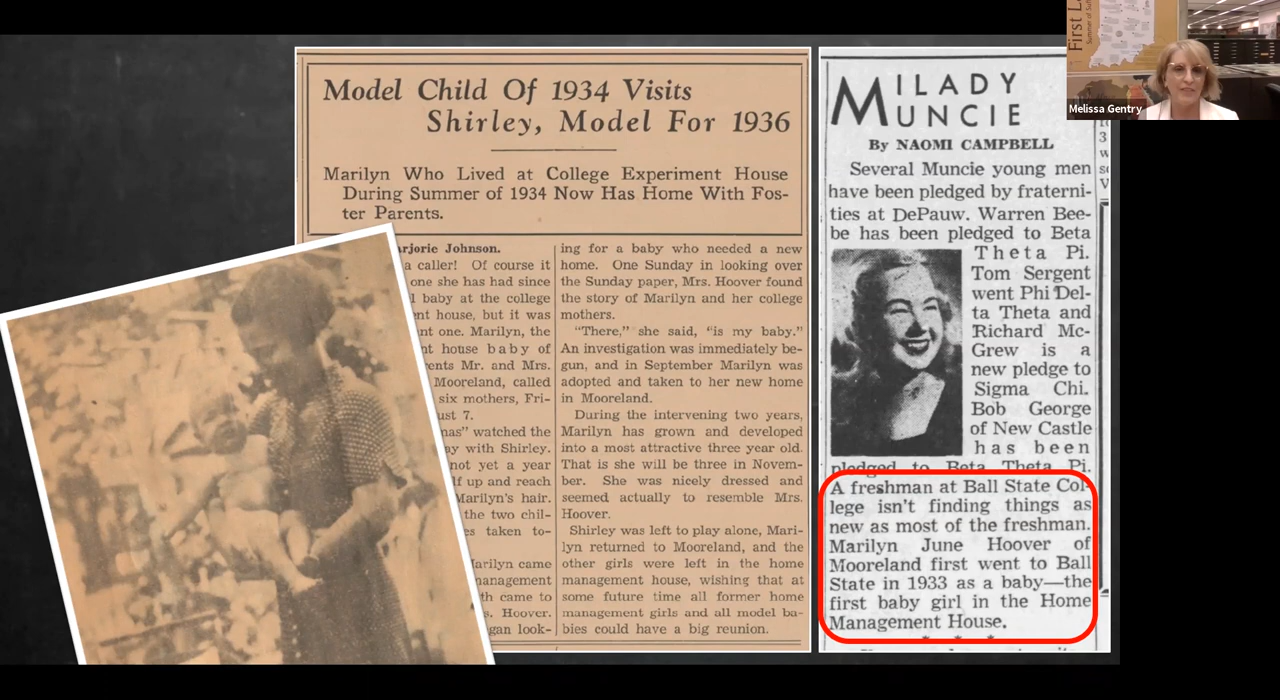 Model Child Of 1934 Visits
Shirley, Model For 1936
Marilyn Who Lived at College Experiment House
During Summer of 1934 Now Has Home With Fos-
ter Parents.
Marjorie Johnson.
a caller! Of course it
one she has had since
baby at the college
house, but it was
one. Marilyn, the
house baby of
Mr. and Mrs.
Mooreland, called
six mothers, Fri-
7.
watched the
with Shirley.
not yet a year
up and reach
Marilyn's hair.
the two chil-
taken to-
Marilyn came
management
came to
Hoover.
look-
ing for a baby who needed a new
home. One Sunday in looking over
the Sunday paper, Mrs. Hoover found
the story of Marilyn and her college
mothers.
"There," she said, "is my baby."
An investigation was immediately be-
gun, and in September Marilyn was
adopted and taken to her new home
in Mooreland.
During the intervening two years,
Marilyn has grown and developed
into a most attractive three year old.
That is she will be three in Novem-
ber. She was nicely dressed and
seemed actually to resemble Mrs.
Hoover.
Shirley was left to play alone, Mari-
lyn returned to Mooreland, and the
other girls were left in the home
management house, wishing that at
some future time all former home
management girls and all model ba-
bies could have a big reunion.
MILADY
MUNCIE
By NAOMI CAMPBELL
Several Muncie young men
have been pledged by fraterni-
ties at DePauw. Warren Bee-
be has been pledged to Beta
Theta Pi.
Tom Sergent
went Phi Del-
ta Theta and
Richard Mc-
Grew is a
new pledge to
Sigma Chi.
Bob George
of New Castle
has been
pledged to Beta Theta Pi.
A freshman at Ball State Col-
lege isn't finding things as
new as most of the freshman.
Marilyn June Hoover of
Mooreland first went to Ball
State in 1933 as a baby—the
first baby girl in the Home
Management House.
* * *
First
Melissa Gentry